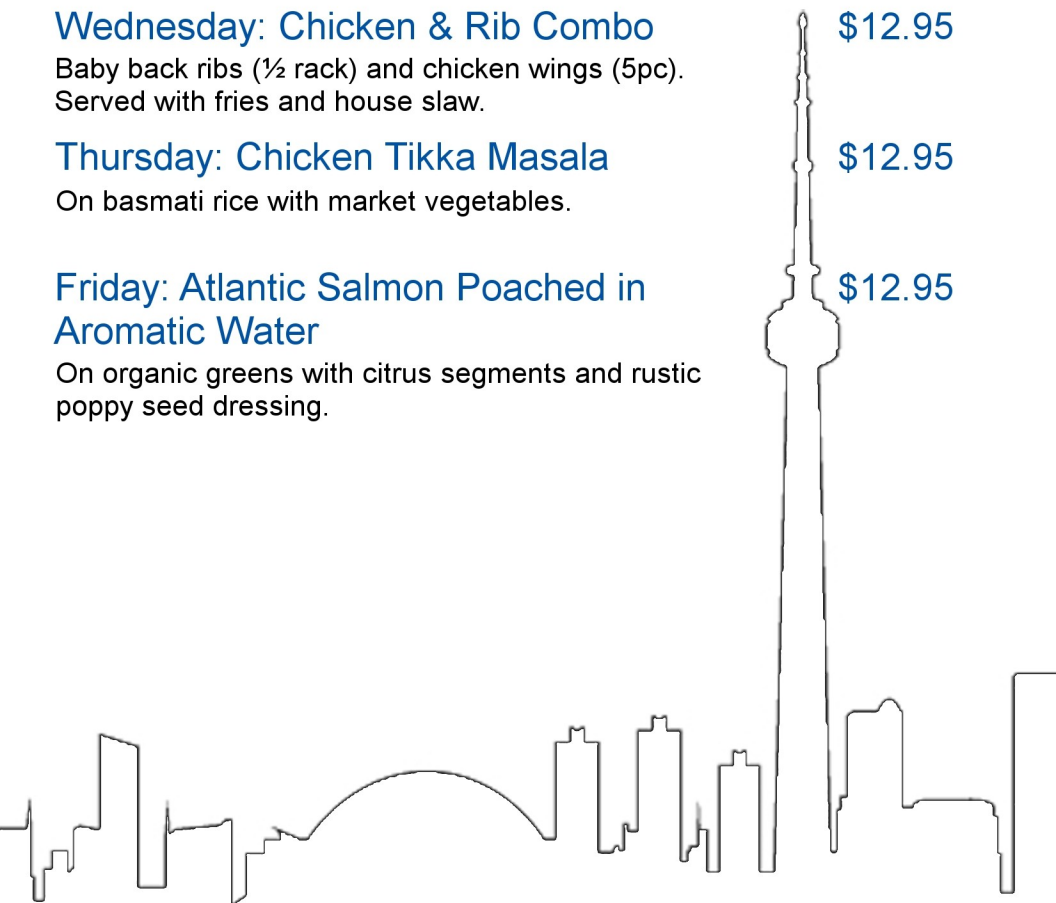 Wednesday: Chicken & Rib Combo $12.95
Baby back ribs (½ rack) and chicken wings (5pc).
Served with fries and house slaw.
Thursday: Chicken Tikka Masala $12.95
On basmati rice with market vegetables.
Friday: Atlantic Salmon Poached in $12.95
Aromatic Water
On organic greens with citrus segments and rustic
poppy seed dressing.